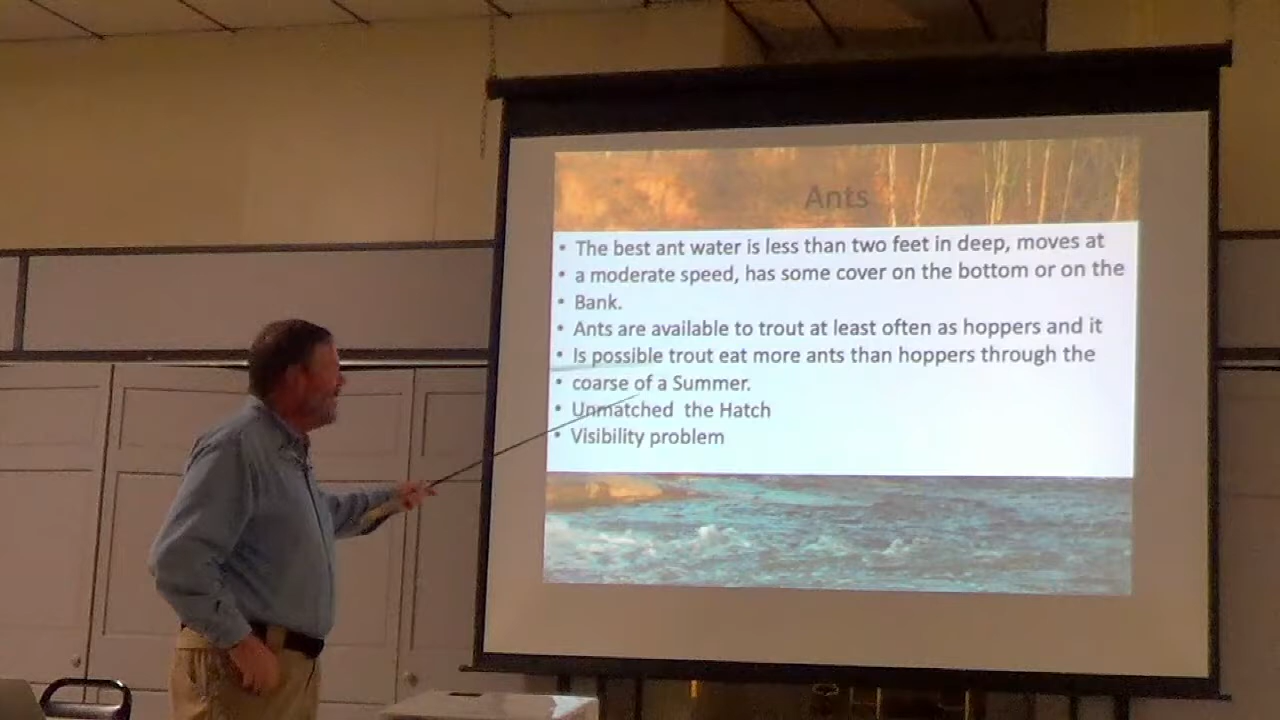 Ants
• The best ant water is less than two feet in deep, moves at
• a moderate speed, has some cover on the bottom or on the
• Bank.
• Ants are available to trout at least often as hoppers and it
• Is possible trout eat more ants than hoppers through the
• coarse of a Summer.
• Unmatched  the Hatch
• Visibility problem